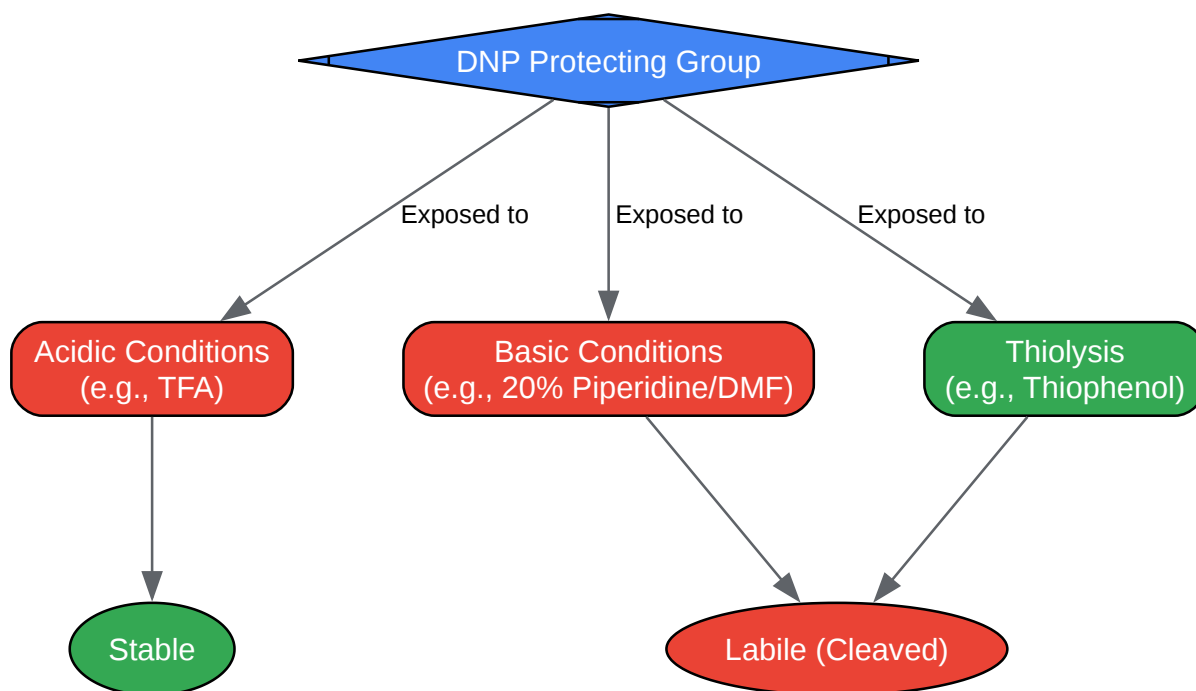 DNP Protecting Group
Exposed to
Exposed to
Exposed to
Acidic Conditions
(e.g., TFA)
Basic Conditions
(e.g., 20% Piperidine/DMF)
Thiolysis
(e.g., Thiophenol)
Stable
Labile (Cleaved)